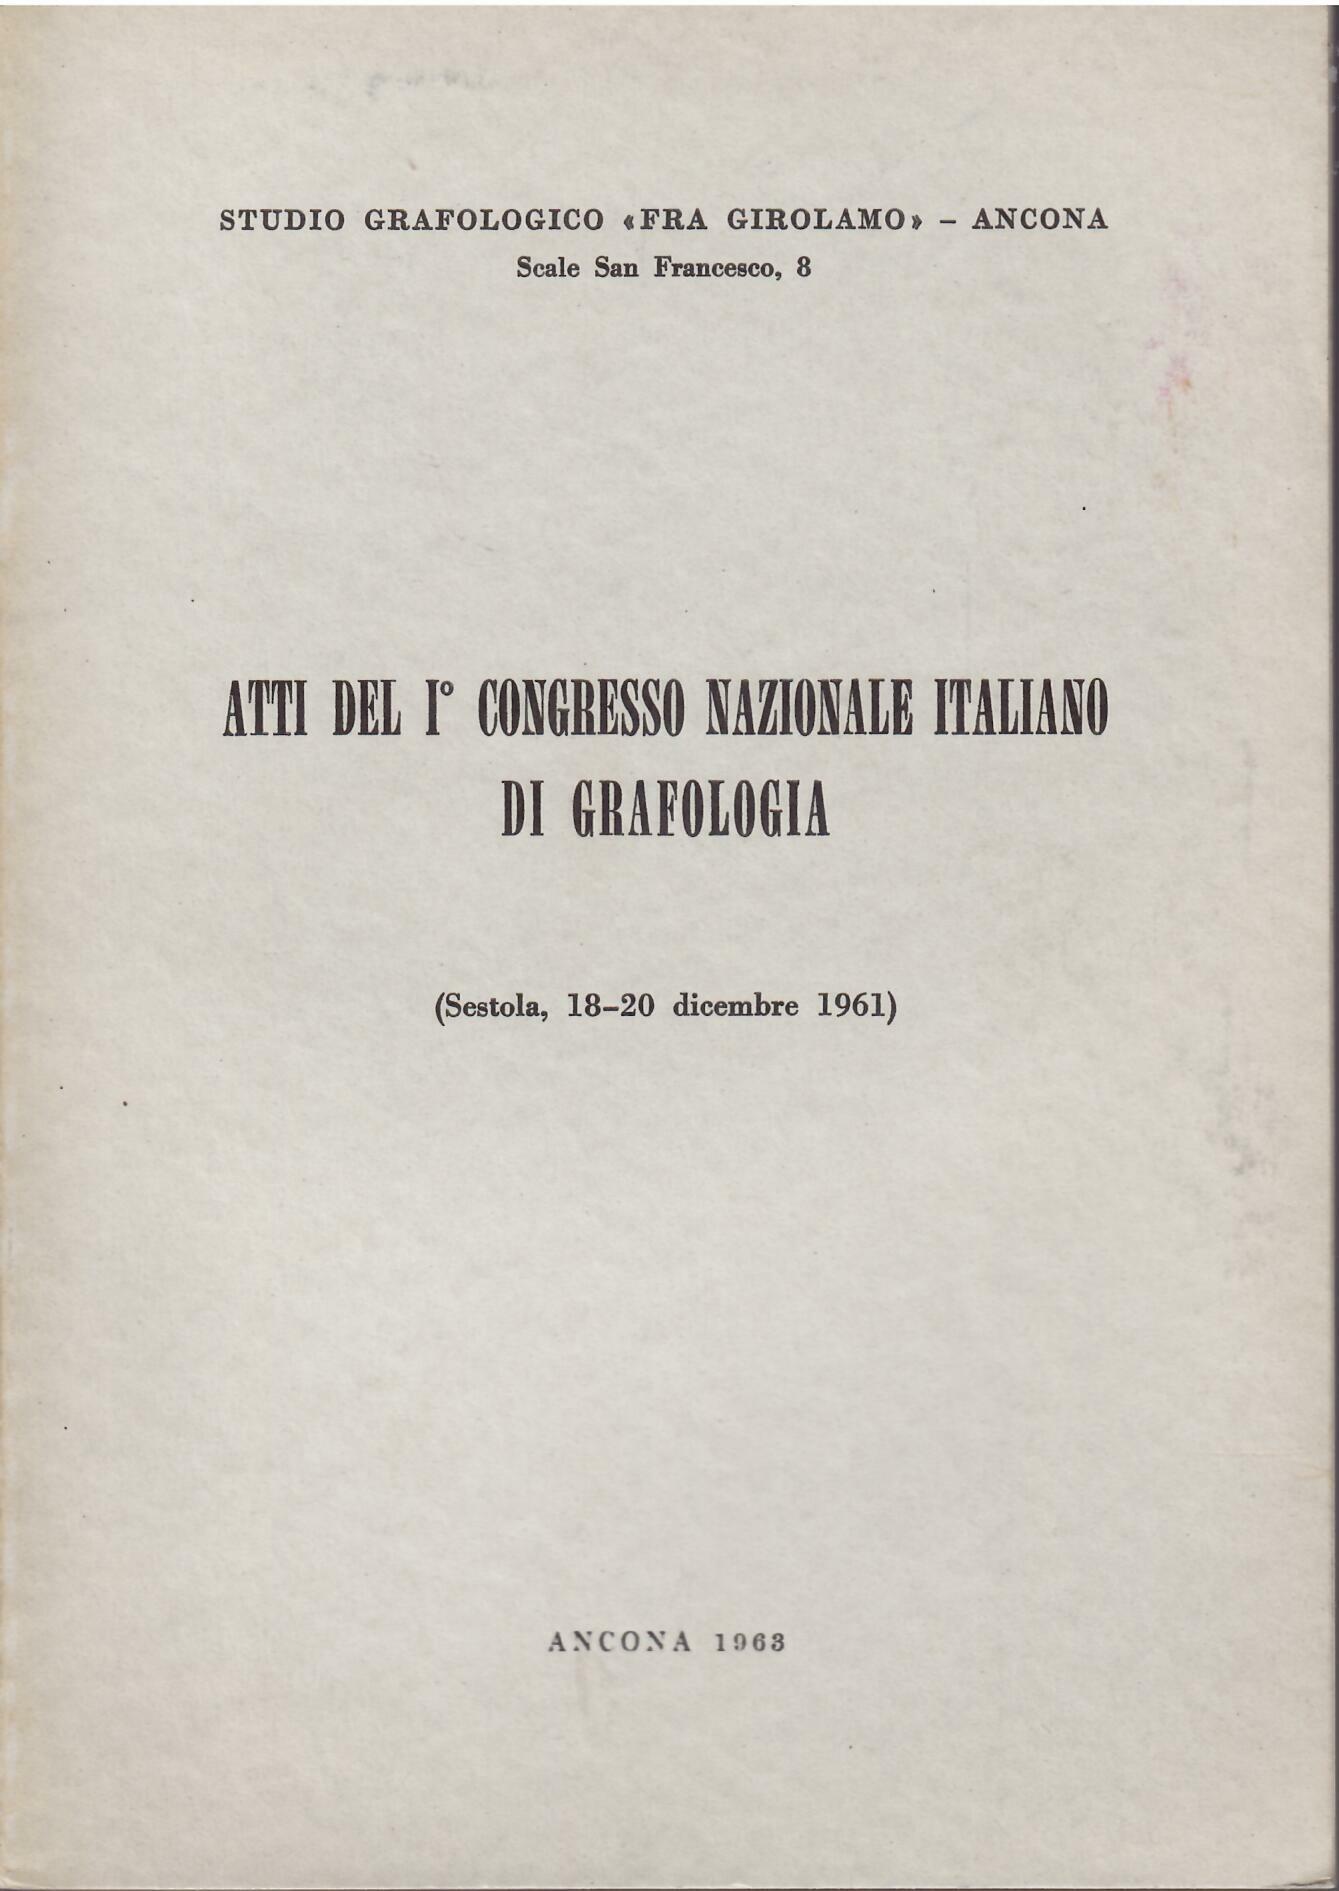 STUDIO GRAFOLOGICO «FRA GIROLAMO» – ANCONA
Scale San Francesco, 8
ATTI DEL I° CONGRESSO NAZIONALE ITALIANO
DI GRAFOLOGIA
(Sestola, 18–20 dicembre 1961)
ANCONA 1963